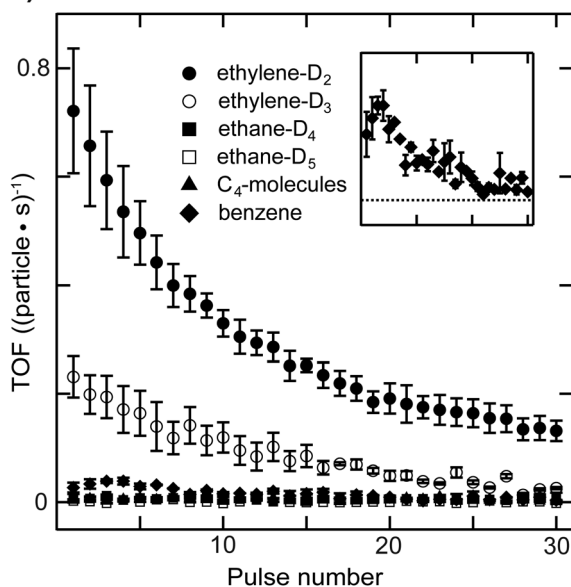 0.8
ethylene-D2
ethylene-D3
ethane-D4
ethane-D5
C4-molecules
benzene
TOF ((particle • s)-1)
0
10
20
30
Pulse number